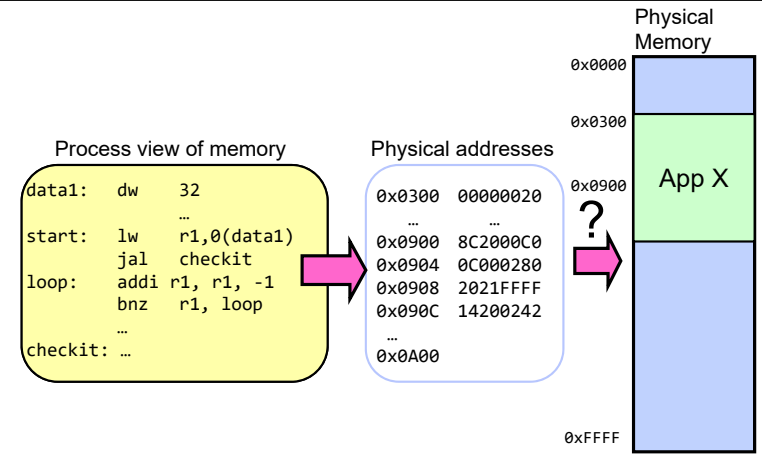 Physical
Memory
0x0000
0x0300
0x0900
App X
0xFFFF
Process view of memory
data1: dw 32
…
start: lw r1,0(data1)
jal checkit
loop: addi r1, r1, -1
bnz r1, loop
…
checkit: …
Physical addresses
0x0300 00000020
… …
0x0900 8C2000C0
0x0904 0C000280
0x0908 2021FFFF
0x090C 14200242
…
0x0A00
?